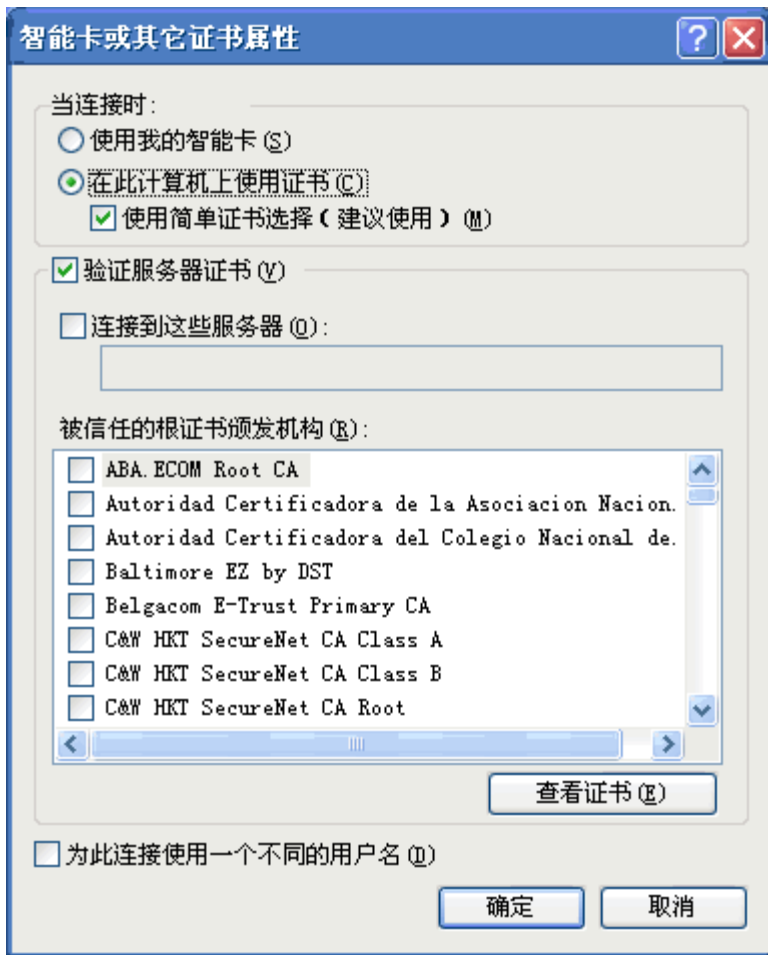 智能卡或其它证书属性
当连接时:
使用我的智能卡(S)
在此计算机上使用证书(C)
使用简单证书选择(建议使用)(M)
验证服务器证书(V)
连接到这些服务器(O):
被信任的根证书颁发机构(R):
ABA.ECOM Root CA
Autoridad Certificadora de la Asociacion Nacion.
Autoridad Certificadora del Colegio Nacional de.
Baltimore EZ by DST
Belgacom E-Trust Primary CA
C&W HKT SecureNet CA Class A
C&W HKT SecureNet CA Class B
C&W HKT SecureNet CA Root
查看证书(E)
为此连接使用一个不同的用户名(D)
确定 取消